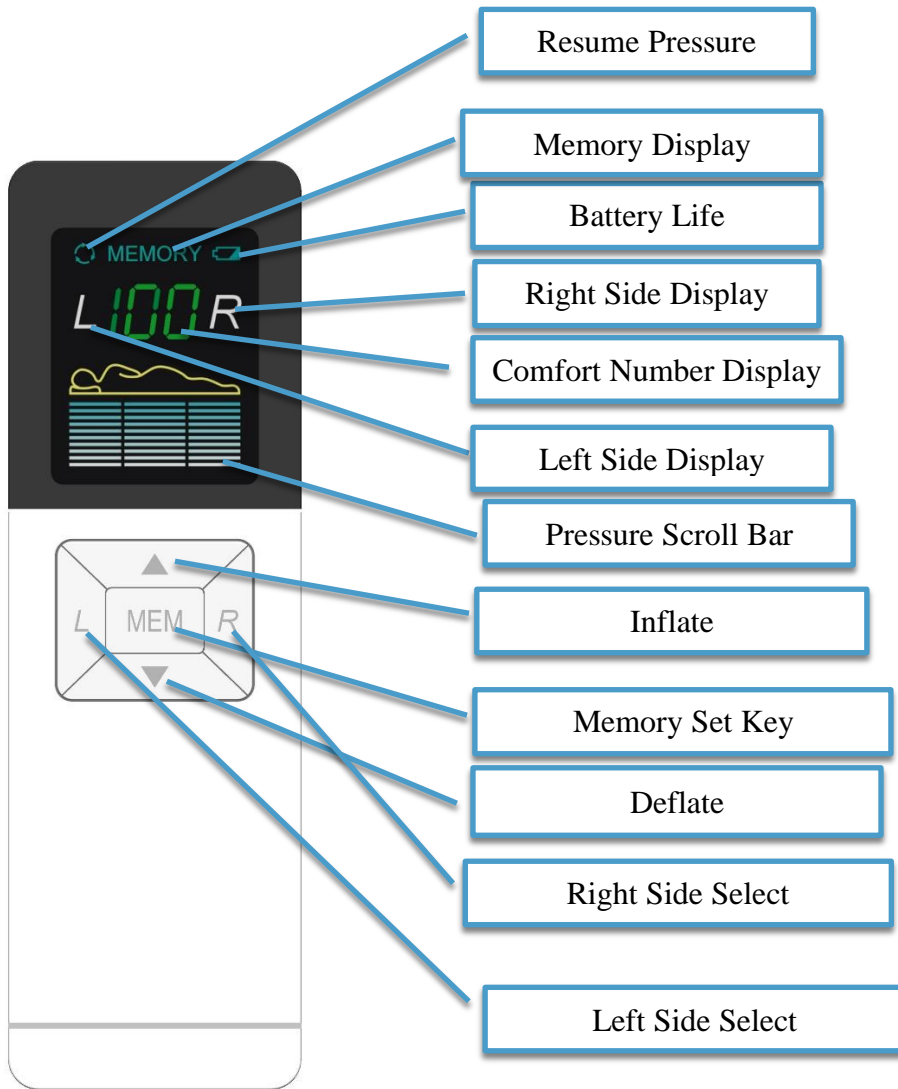 Resume Pressure
Memory Display
Battery Life
MEMORY
Right Side Display
L 100 R
Comfort Number Display
Left Side Display
Pressure Scroll Bar
Inflate
L MEM R
Memory Set Key
Deflate
Right Side Select
Left Side Select